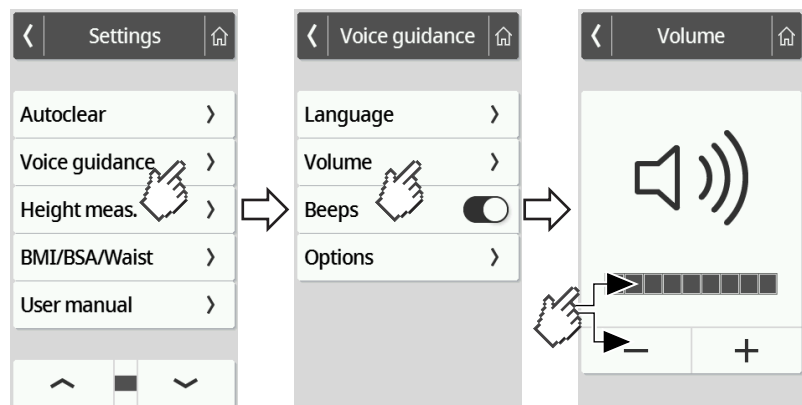 Settings
Autoclear
Voice guidance
Height meas.
BMI/BSA/Waist
User manual
Voice guidance
Language
Volume
Beeps
Options
Volume